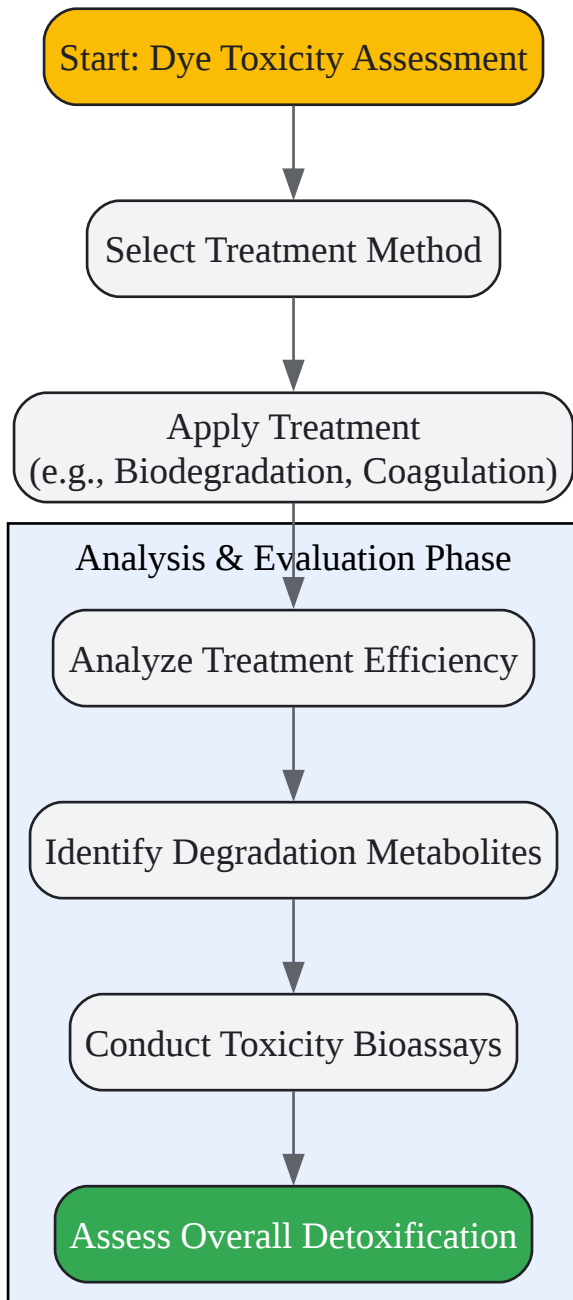 Start: Dye Toxicity Assessment
Select Treatment Method
Apply Treatment
(e.g., Biodegradation, Coagulation)
Analysis & Evaluation Phase
Analyze Treatment Efficiency
Identify Degradation Metabolites
Conduct Toxicity Bioassays
Assess Overall Detoxification